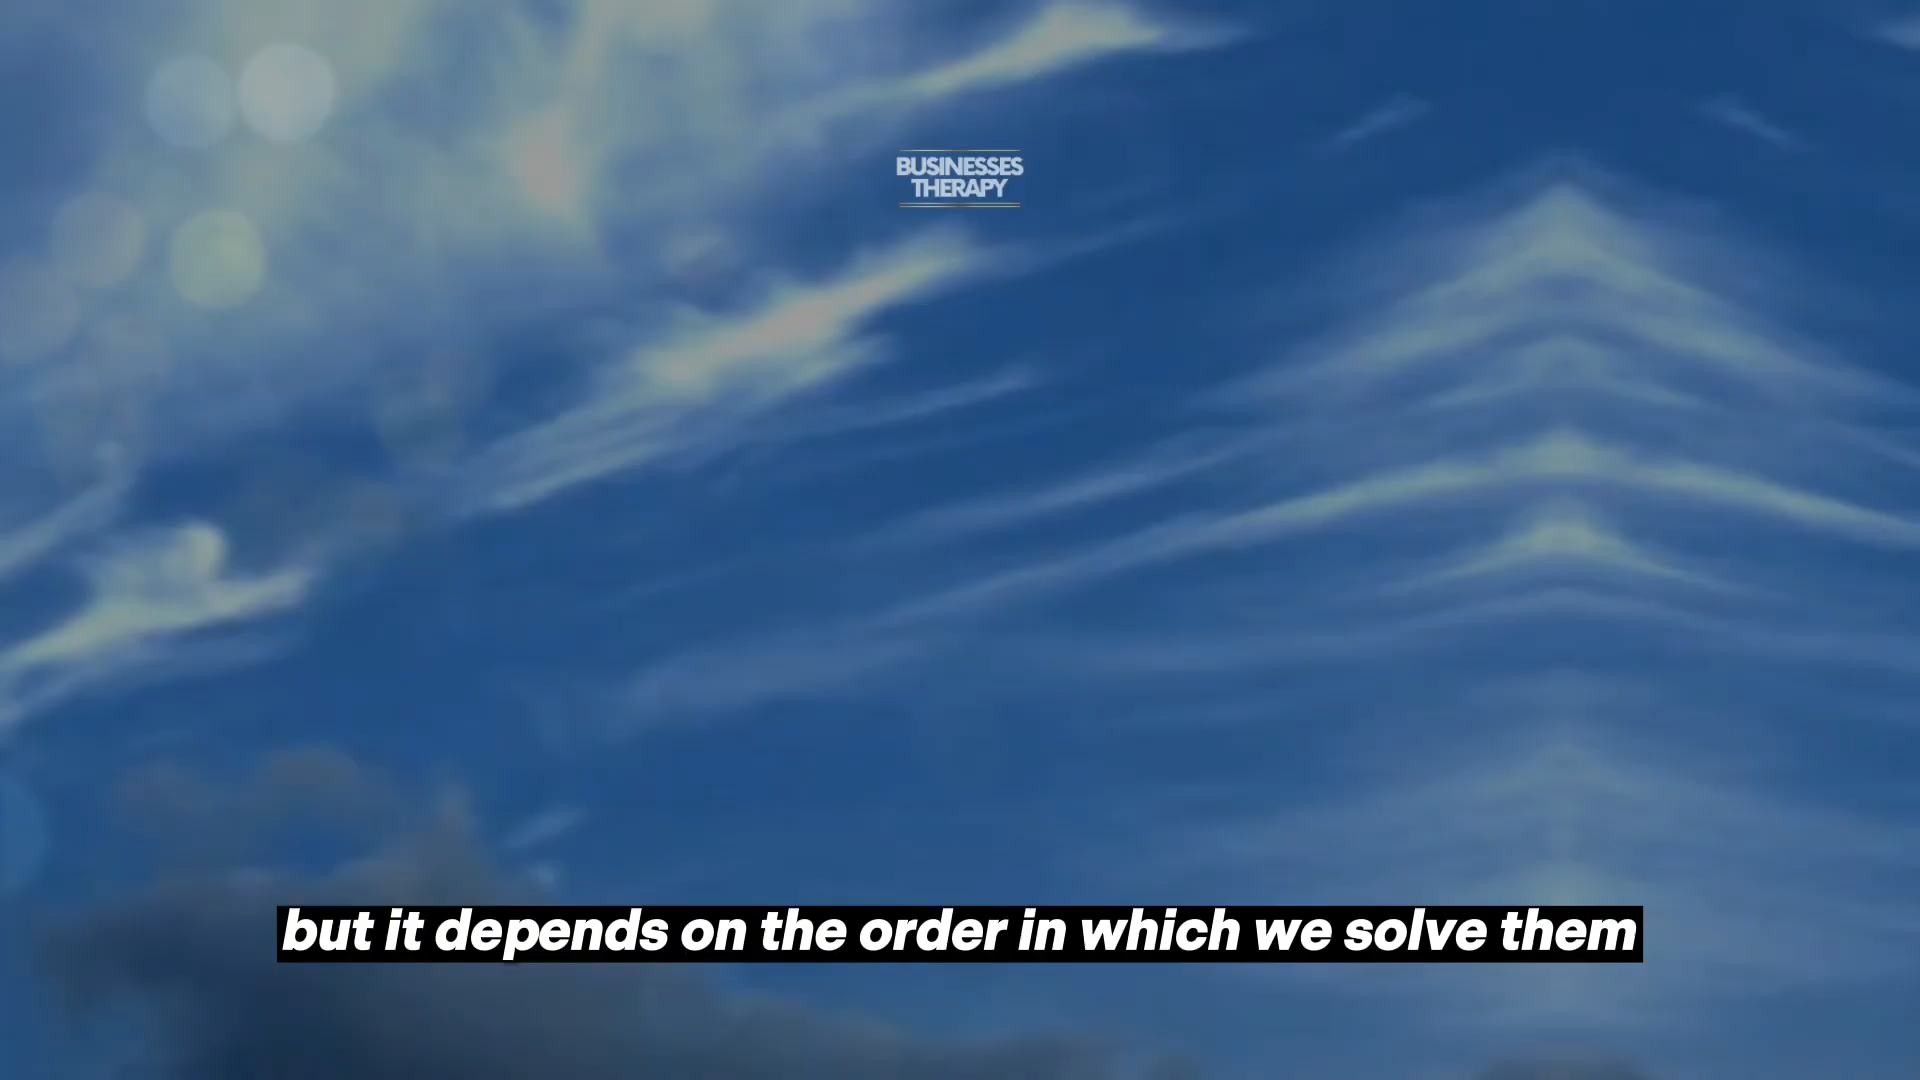 BUSINESSES
THERAPY
but it depends on the order in which we solve them